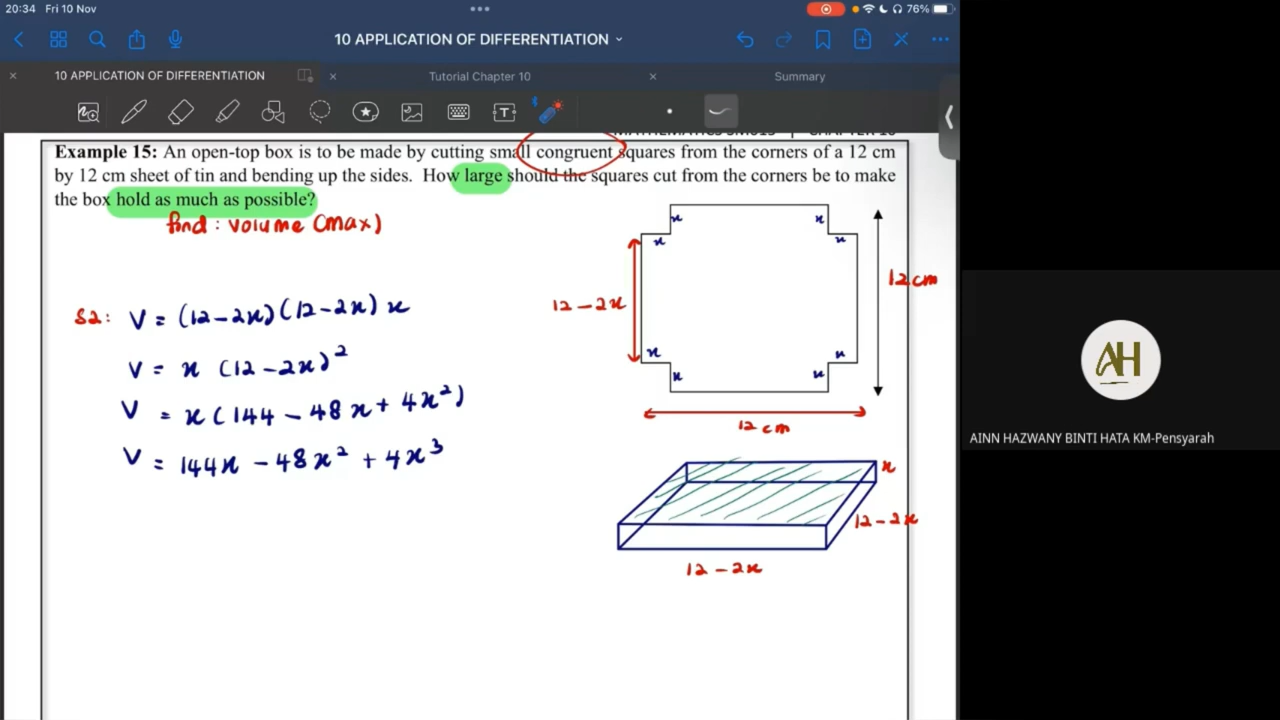 20:34 Fri 10 Nov
76%
10 APPLICATION OF DIFFERENTIATION
10 APPLICATION OF DIFFERENTIATION
Tutorial Chapter 10
Summary
Example 15: An open-top box is to be made by cutting small congruent squares from the corners of a 12 cm
by 12 cm sheet of tin and bending up the sides. How large should the squares cut from the corners be to make
the box hold as much as possible?
find : volume (max)
x x
x x
12 cm
12 - 2x
S2: V = (12-2x)(12-2x) x
V = x (12-2x)²
x x
x x
V = x(144 - 48x + 4x²)
12 cm
V = 144x - 48x² + 4x³
x
12 - 2x
12 - 2x
AH
AINN HAZWANY BINTI HATA KM-Pensyarah